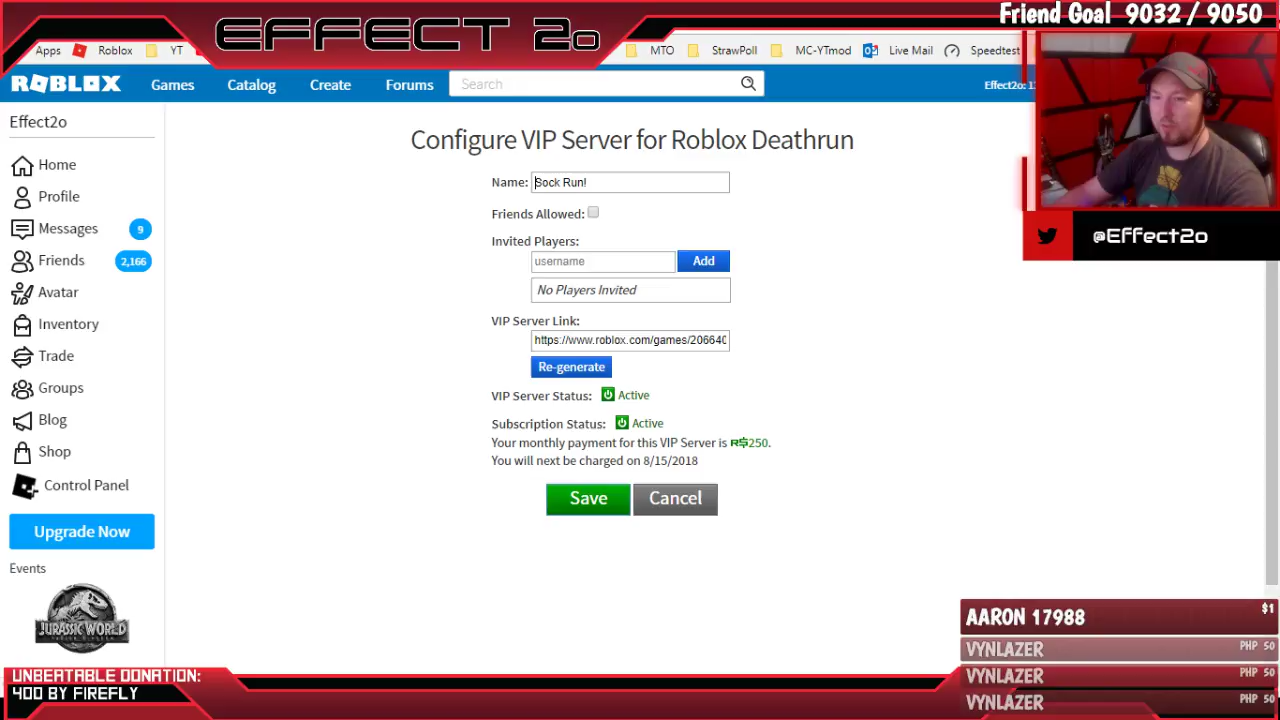 EFFECT 2o
Friend Goal 9032 / 9050
Apps
Roblox
YT
MTO
StrawPoll
MC-YTmod
Live Mail
Speedtest
ROBLOX
Games
Catalog
Create
Forums
Search
Effect2o:
Effect2o
Home
Profile
Messages 9
Friends 2,166
Avatar
Inventory
Trade
Groups
Blog
Shop
Control Panel
Upgrade Now
Events
JURASSIC WORLD
Configure VIP Server for Roblox Deathrun
Name: Sock Run!
Friends Allowed:
Invited Players:
username Add
No Players Invited
VIP Server Link:
https://www.roblox.com/games/206640
Re-generate
VIP Server Status: Active
Subscription Status: Active
Your monthly payment for this VIP Server is R$250.
You will next be charged on 8/15/2018
Save Cancel
@Effect2o
AARON 17988 $1
VYNLAZER PHP 50
VYNLAZER PHP 50
VYNLAZER PHP 50
UNBEATABLE DONATION:
400 BY FIREFLY